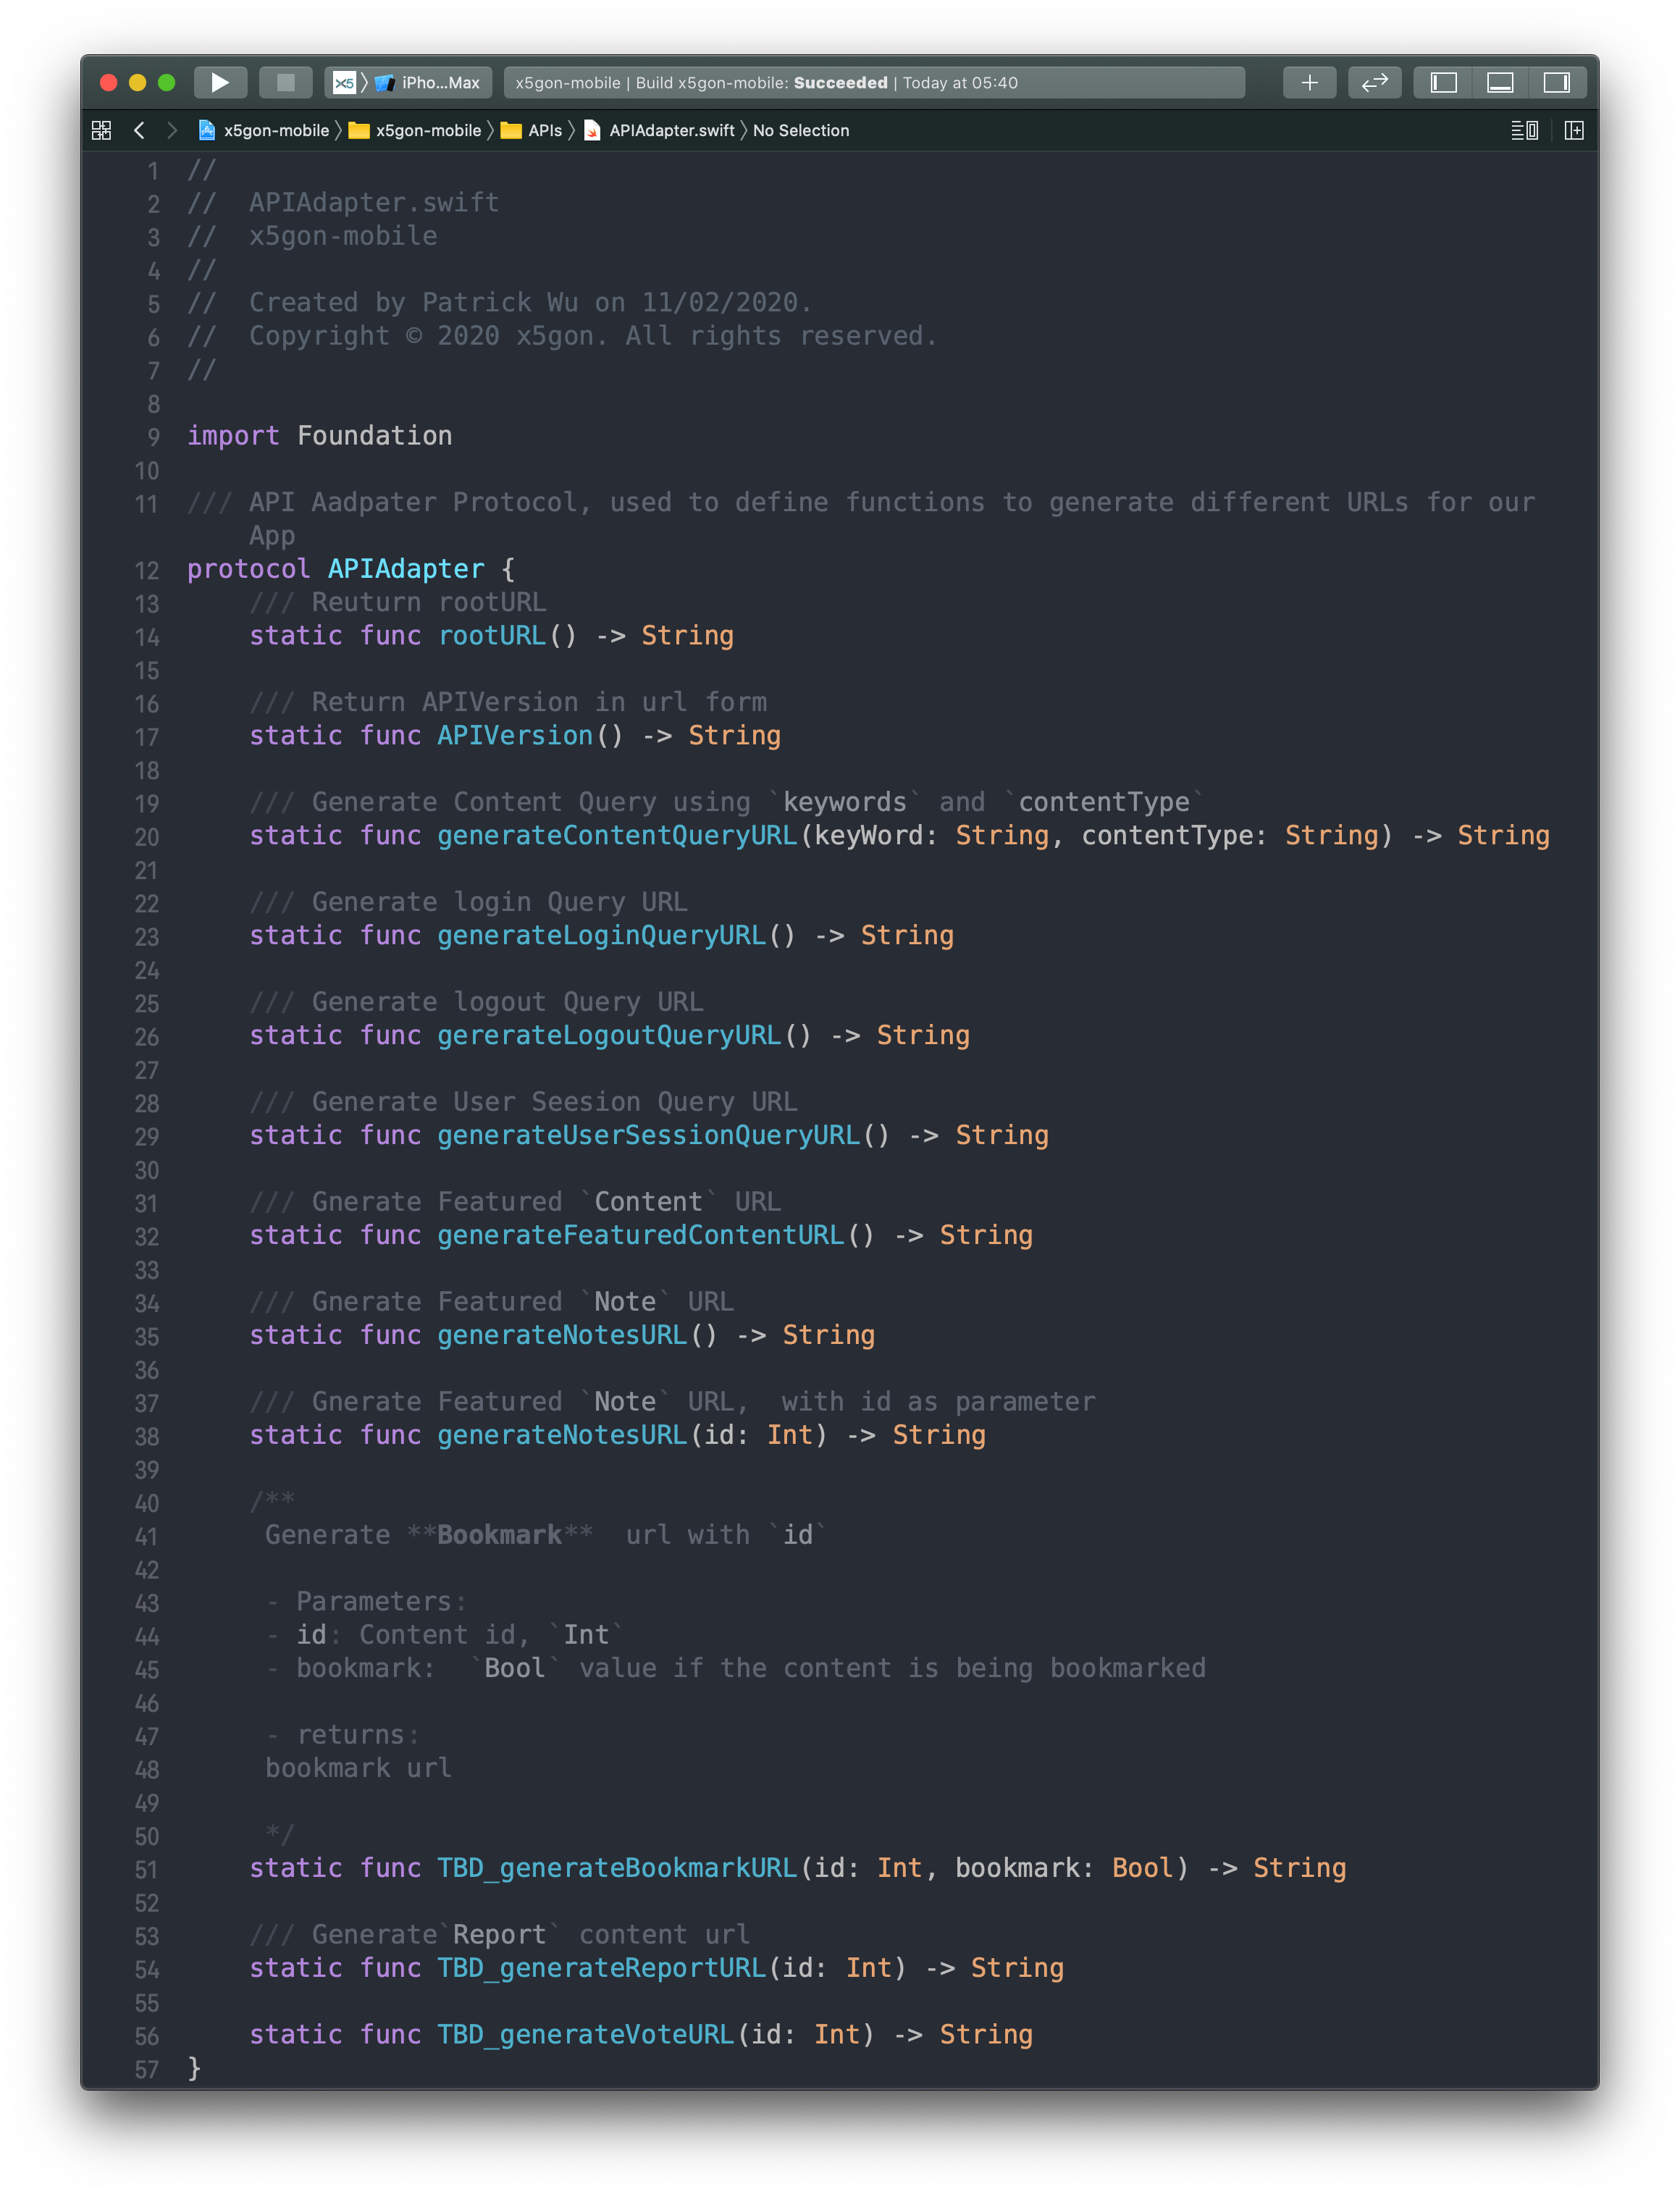 X5 iPho...Max x5gon-mobile | Build x5gon-mobile: Succeeded | Today at 05:40
x5gon-mobile x5gon-mobile APIs APIAdapter.swift No Selection
1 //
2 //  APIAdapter.swift
3 //  x5gon-mobile
4 //
5 //  Created by Patrick Wu on 11/02/2020.
6 //  Copyright © 2020 x5gon. All rights reserved.
7 //
8
9 import Foundation
10
11 /// API Aadpater Protocol, used to define functions to generate different URLs for our
App
12 protocol APIAdapter {
13     /// Reuturn rootURL
14     static func rootURL() -> String
15
16     /// Return APIVersion in url form
17     static func APIVersion() -> String
18
19     /// Generate Content Query using `keywords` and `contentType`
20     static func generateContentQueryURL(keyWord: String, contentType: String) -> String
21
22     /// Generate login Query URL
23     static func generateLoginQueryURL() -> String
24
25     /// Generate logout Query URL
26     static func gererateLogoutQueryURL() -> String
27
28     /// Generate User Seesion Query URL
29     static func generateUserSessionQueryURL() -> String
30
31     /// Gnerate Featured `Content` URL
32     static func generateFeaturedContentURL() -> String
33
34     /// Gnerate Featured `Note` URL
35     static func generateNotesURL() -> String
36
37     /// Gnerate Featured `Note` URL,  with id as parameter
38     static func generateNotesURL(id: Int) -> String
39
40     /**
41      Generate **Bookmark**  url with `id`
42
43      - Parameters:
44      - id: Content id, `Int`
45      - bookmark:  `Bool` value if the content is being bookmarked
46
47      - returns:
48      bookmark url
49
50      */
51     static func TBD_generateBookmarkURL(id: Int, bookmark: Bool) -> String
52
53     /// Generate`Report` content url
54     static func TBD_generateReportURL(id: Int) -> String
55
56     static func TBD_generateVoteURL(id: Int) -> String
57 }